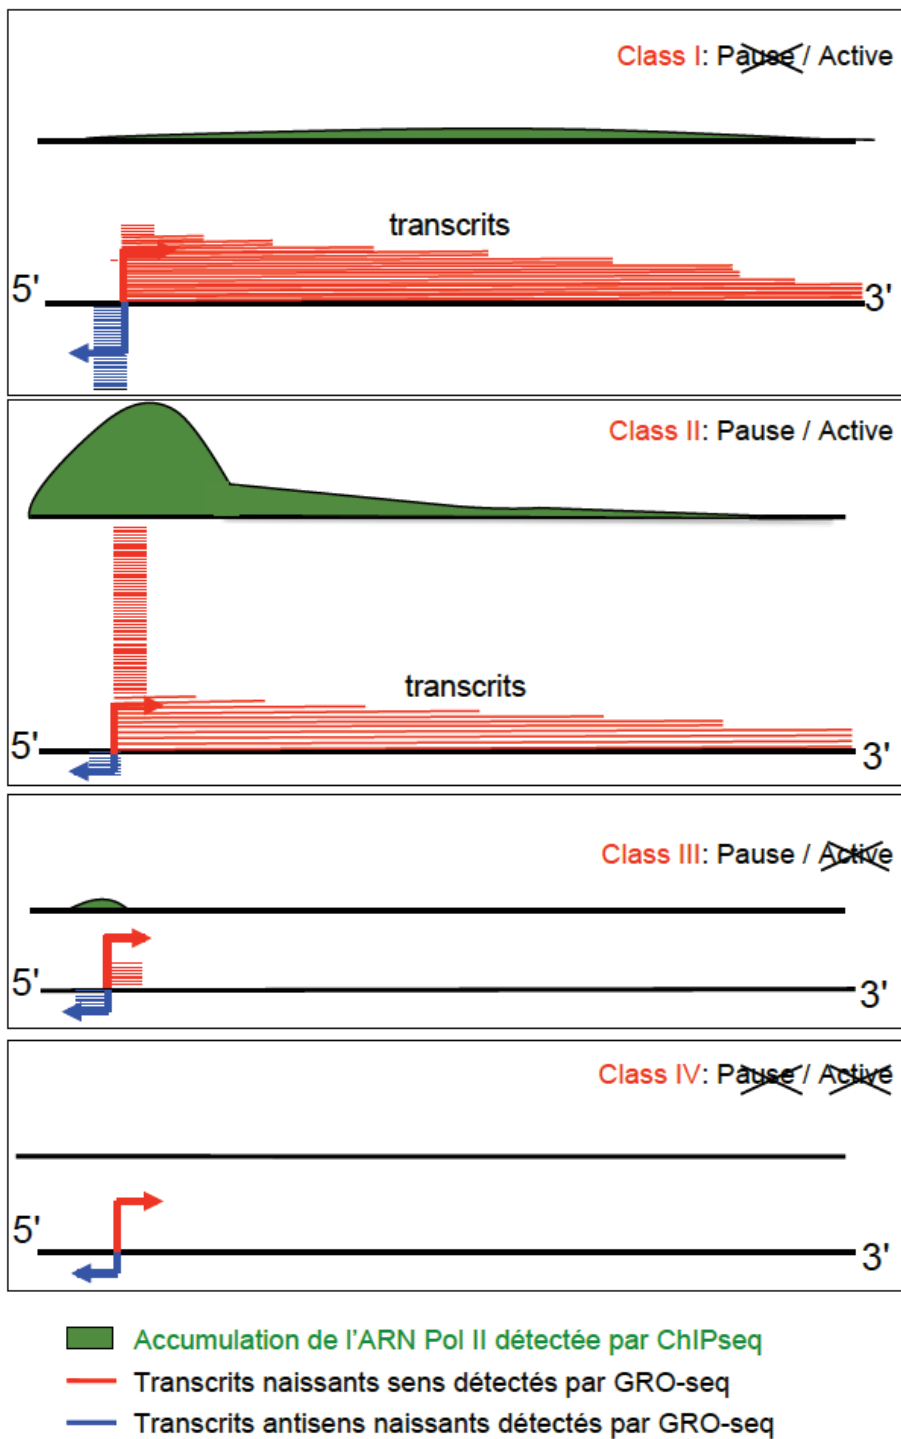 Class I: Pause / Active
transcrits
5'
3'
Class II: Pause / Active
transcrits
5'
3'
Class III: Pause / Active
5'
3'
Class IV: Pause / Active
5'
3'
Accumulation de l'ARN Pol II détectée par ChIPseq
Transcrits naissants sens détectés par GRO-seq
Transcrits antisens naissants détectés par GRO-seq